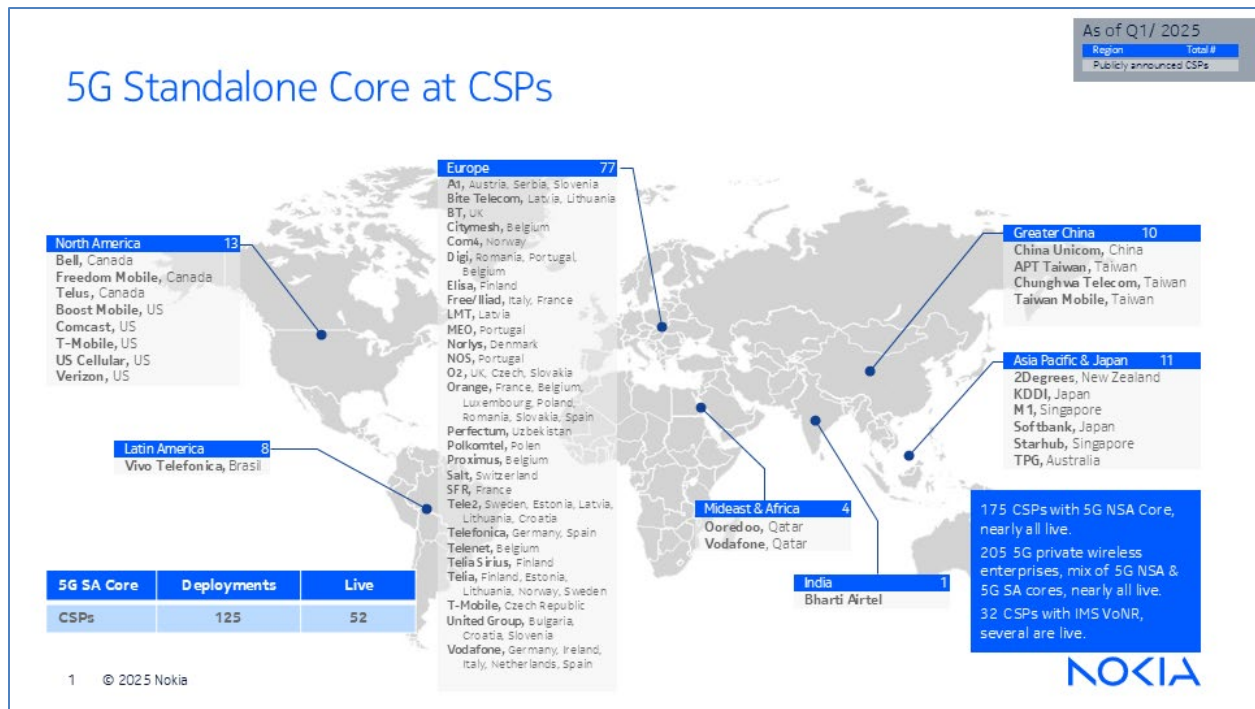 As of Q1/ 2025
Region Total #
Publicly announced CSPs
5G Standalone Core at CSPs
North America 13
Bell, Canada
Freedom Mobile, Canada
Telus, Canada
Boost Mobile, US
Comcast, US
T-Mobile, US
US Cellular, US
Verizon, US
Latin America 8
Vivo Telefonica, Brasil
Europe 77
A1, Austria, Serbia, Slovenia
Bite Telecom, Latvia, Lithuania
BT, UK
Citymesh, Belgium
Com4, Norway
Digi, Romania, Portugal,
Belgium
Elisa, Finland
Free/Iliad, Italy, France
LMT, Latvia
MEO, Portugal
Norlys, Denmark
NOS, Portugal
O2, UK, Czech, Slovakia
Orange, France, Belgium,
Luxembourg, Poland,
Romania, Slovakia, Spain
Perfectum, Uzbekistan
Polkomtel, Polen
Proximus, Belgium
Salt, Switzerland
SFR, France
Tele2, Sweden, Estonia, Latvia,
Lithuania, Croatia
Telefonica, Germany, Spain
Telenet, Belgium
Telia Sirius, Finland
Telia, Finland, Estonia,
Lithuania, Norway, Sweden
T-Mobile, Czech Republic
United Group, Bulgaria,
Croatia, Slovenia
Vodafone, Germany, Ireland,
Italy, Netherlands, Spain
Mideast & Africa 4
Ooredoo, Qatar
Vodafone, Qatar
India 1
Bharti Airtel
Greater China 10
China Unicom, China
APT Taiwan, Taiwan
Chunghwa Telecom, Taiwan
Taiwan Mobile, Taiwan
Asia Pacific & Japan 11
2Degrees, New Zealand
KDDI, Japan
M1, Singapore
Softbank, Japan
Starhub, Singapore
TPG, Australia
175 CSPs with 5G NSA Core,
nearly all live.
205 5G private wireless
enterprises, mix of 5G NSA &
5G SA cores, nearly all live.
32 CSPs with IMS VoNR,
several are live.
5G SA Core Deployments Live
CSPs 125 52
1 © 2025 Nokia
NOKIA